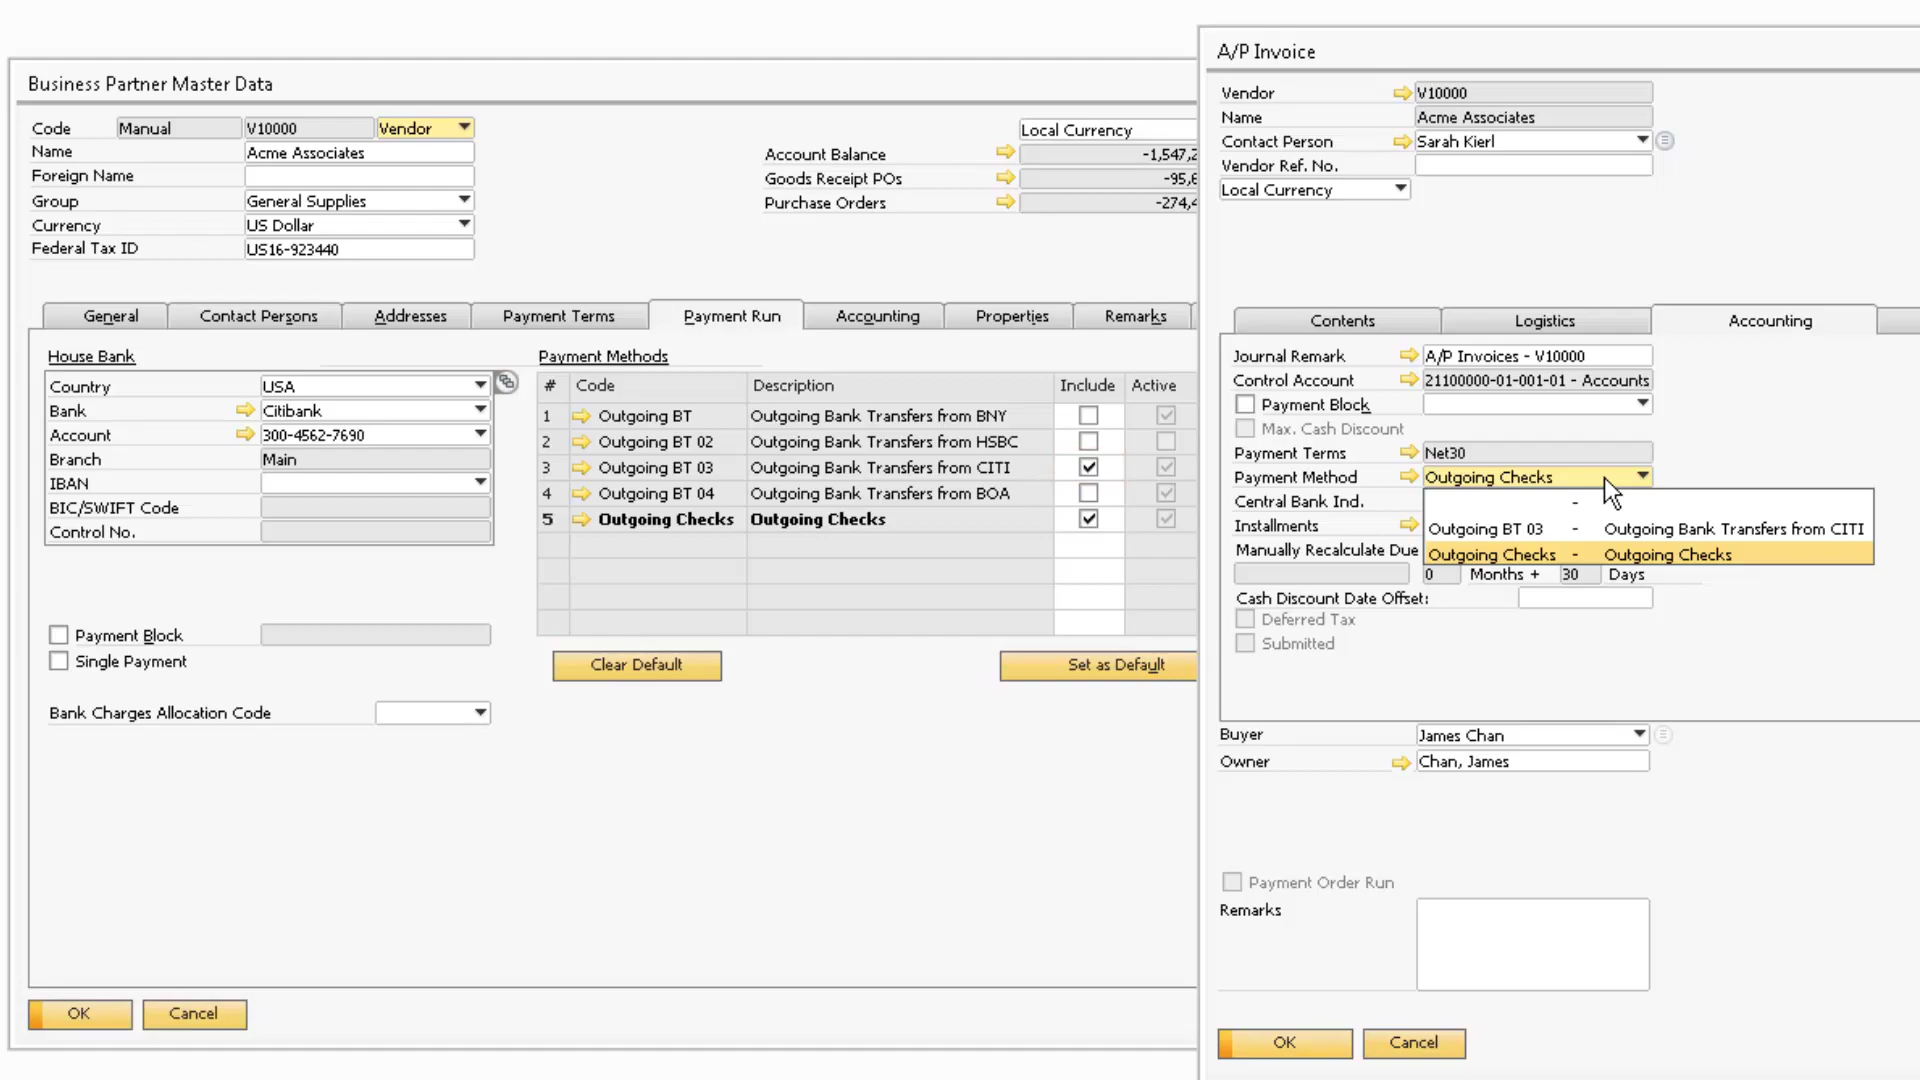 Business Partner Master Data
Code Manual V10000 Vendor
Name Acme Associates
Foreign Name
Group General Supplies
Currency US Dollar
Federal Tax ID US16-923440
Local Currency
Account Balance -1,547,2
Goods Receipt POs -95,6
Purchase Orders -274,4
General Contact Persons Addresses Payment Terms Payment Run Accounting Properties Remarks
House Bank
Country USA
Bank Citibank
Account 300-4562-7690
Branch Main
IBAN
BIC/SWIFT Code
Control No.
Payment Block
Single Payment
Bank Charges Allocation Code
Payment Methods
# Code Description Include Active
1 Outgoing BT Outgoing Bank Transfers from BNY
2 Outgoing BT 02 Outgoing Bank Transfers from HSBC
3 Outgoing BT 03 Outgoing Bank Transfers from CITI
4 Outgoing BT 04 Outgoing Bank Transfers from BOA
5 Outgoing Checks Outgoing Checks
Clear Default Set as Default
OK Cancel
A/P Invoice
Vendor V10000
Name Acme Associates
Contact Person Sarah Kierl
Vendor Ref. No.
Local Currency
Contents Logistics Accounting
Journal Remark A/P Invoices - V10000
Control Account 21100000-01-001-01 - Accounts
Payment Block
Max. Cash Discount
Payment Terms Net30
Payment Method Outgoing Checks
Central Bank Ind. -
Installments Outgoing BT 03 - Outgoing Bank Transfers from CITI
Manually Recalculate Due Outgoing Checks - Outgoing Checks
0 Months + 30 Days
Cash Discount Date Offset:
Deferred Tax
Submitted
Buyer James Chan
Owner Chan, James
Payment Order Run
Remarks
OK Cancel